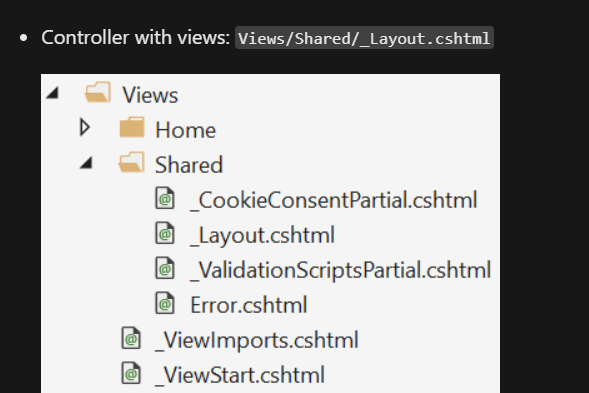 Controller with views: Views/Shared/_Layout.cshtml
Views
Home
Shared
_CookieConsentPartial.cshtml
_Layout.cshtml
_ValidationScriptsPartial.cshtml
Error.cshtml
_ViewImports.cshtml
_ViewStart.cshtml